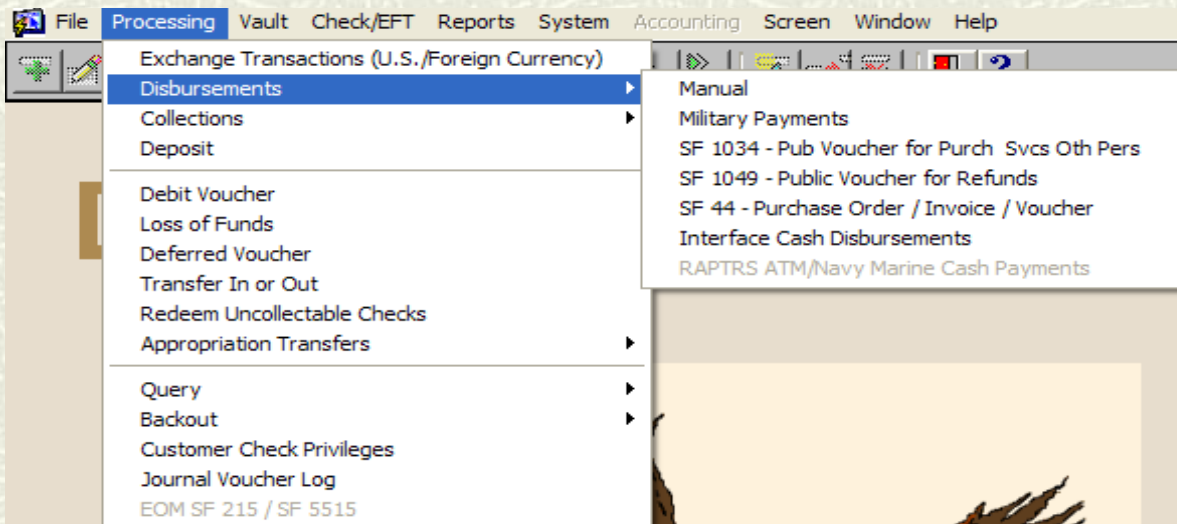 File Processing Vault Check/EFT Reports System Accounting Screen Window Help
Exchange Transactions (U.S./Foreign Currency)
Disbursements
Collections
Deposit
Debit Voucher
Loss of Funds
Deferred Voucher
Transfer In or Out
Redeem Uncollectable Checks
Appropriation Transfers
Query
Backout
Customer Check Privileges
Journal Voucher Log
EOM SF 215 / SF 5515
Manual
Military Payments
SF 1034 - Pub Voucher for Purch Svcs Oth Pers
SF 1049 - Public Voucher for Refunds
SF 44 - Purchase Order / Invoice / Voucher
Interface Cash Disbursements
RAPTRS ATM/Navy Marine Cash Payments